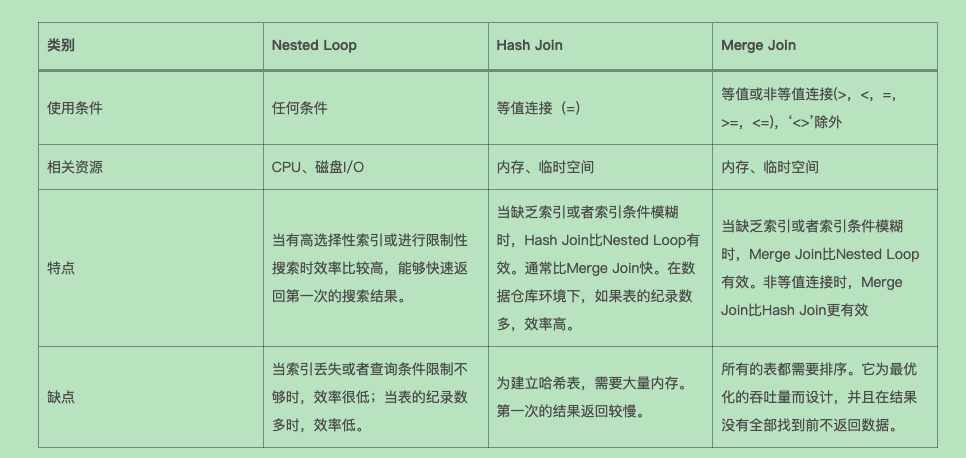 类别
Nested Loop
Hash Join
Merge Join
使用条件
任何条件
等值连接（=）
等值或非等值连接(>，<，=，
>=，<=)，‘<>’除外
相关资源
CPU、磁盘I/O
内存、临时空间
内存、临时空间
特点
当有高选择性索引或进行限制性
搜索时效率比较高，能够快速返
回第一次的搜索结果。
当缺乏索引或者索引条件模糊
时，Hash Join比Nested Loop有
效。通常比Merge Join快。在数
据仓库环境下，如果表的纪录数
多，效率高。
当缺乏索引或者索引条件模糊
时，Merge Join比Nested Loop
有效。非等值连接时，Merge
Join比Hash Join更有效
缺点
当索引丢失或者查询条件限制不
够时，效率很低；当表的纪录数
多时，效率低。
为建立哈希表，需要大量内存。
第一次的结果返回较慢。
所有的表都需要排序。它为最优
化的吞吐量而设计，并且在结果
没有全部找到前不返回数据。